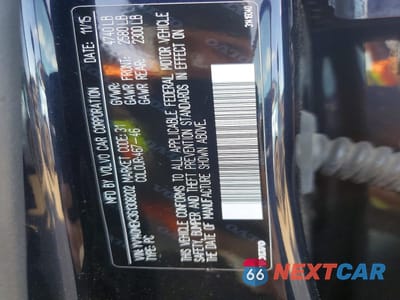 MFD BY VOLVO CAR CORPORATION DATE: 11/15
GVWR: 4740 LB
GAWR FRONT: 2580 LB
GAWR REAR: 2300 LB
MARKET CODE: 31
COLOR: 467-46
TYPE: PC
THIS VEHICLE CONFORMS TO ALL APPLICABLE FEDERAL MOTOR VEHICLE
SAFETY, BUMPER, AND THEFT PREVENTION STANDARDS IN EFFECT ON
THE DATE OF MANUFACTURE SHOWN ABOVE.
66 NEXTCAR